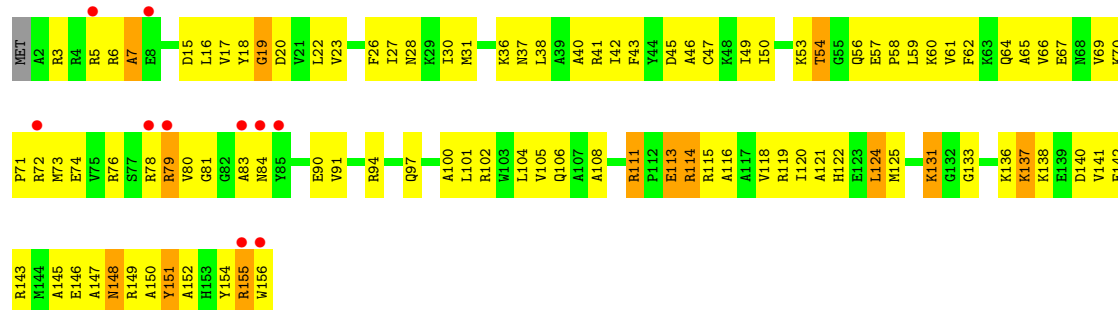 MET A2 R3 R4 R5 R6 A7 E8 D15 L16 V17 Y18 G19 D20 V21 L22 V23 F26 I27 N28 K29 I30 M31 K36 N37 L38 A39 A40 R41 I42 F43 Y44 D45 A46 C47 K48 I49 I50 K53 T54 G55 Q56 E57 P58 L59 K60 V61 F62 K63 Q64 A65 V66 E67 N68 V69 K70
P71 R72 M73 E74 V75 R76 S77 R78 R79 V80 G81 G82 A83 N84 Y85 E90 V91 R94 Q97 A100 L101 R102 W103 L104 V105 Q106 A107 A108 R111 P112 E113 R114 R115 A116 A117 V118 R119 I120 A121 H122 E123 L124 M125 K131 G132 G133 K136 K137 K138 E139 D140 V141
R143 M144 A145 E146 A147 N148 R149 A150 Y151 A152 H153 Y154 R155 W156